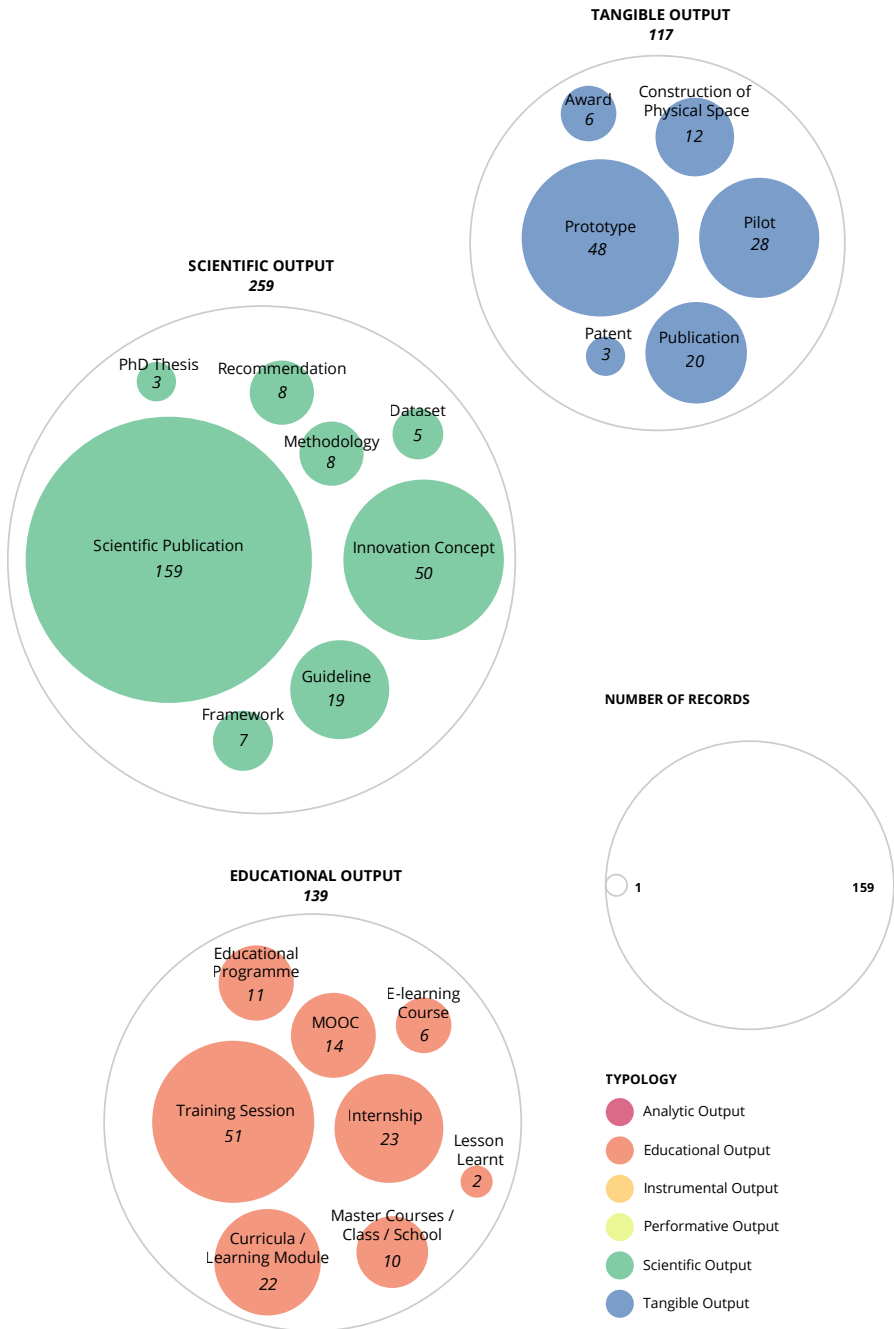 TANGIBLE OUTPUT
117
Award
6
Construction of
Physical Space
12
Prototype
48
Pilot
28
Patent
3
Publication
20
SCIENTIFIC OUTPUT
259
PhD Thesis
3
Recommendation
8
Dataset
5
Methodology
8
Scientific Publication
159
Innovation Concept
50
Guideline
19
Framework
7
NUMBER OF RECORDS
1
159
EDUCATIONAL OUTPUT
139
Educational
Programme
11
MOOC
14
E-learning
Course
6
Training Session
51
Internship
23
Lesson
Learnt
2
Curricula /
Learning Module
22
Master Courses /
Class / School
10
TYPOLOGY
Analytic Output
Educational Output
Instrumental Output
Performative Output
Scientific Output
Tangible Output